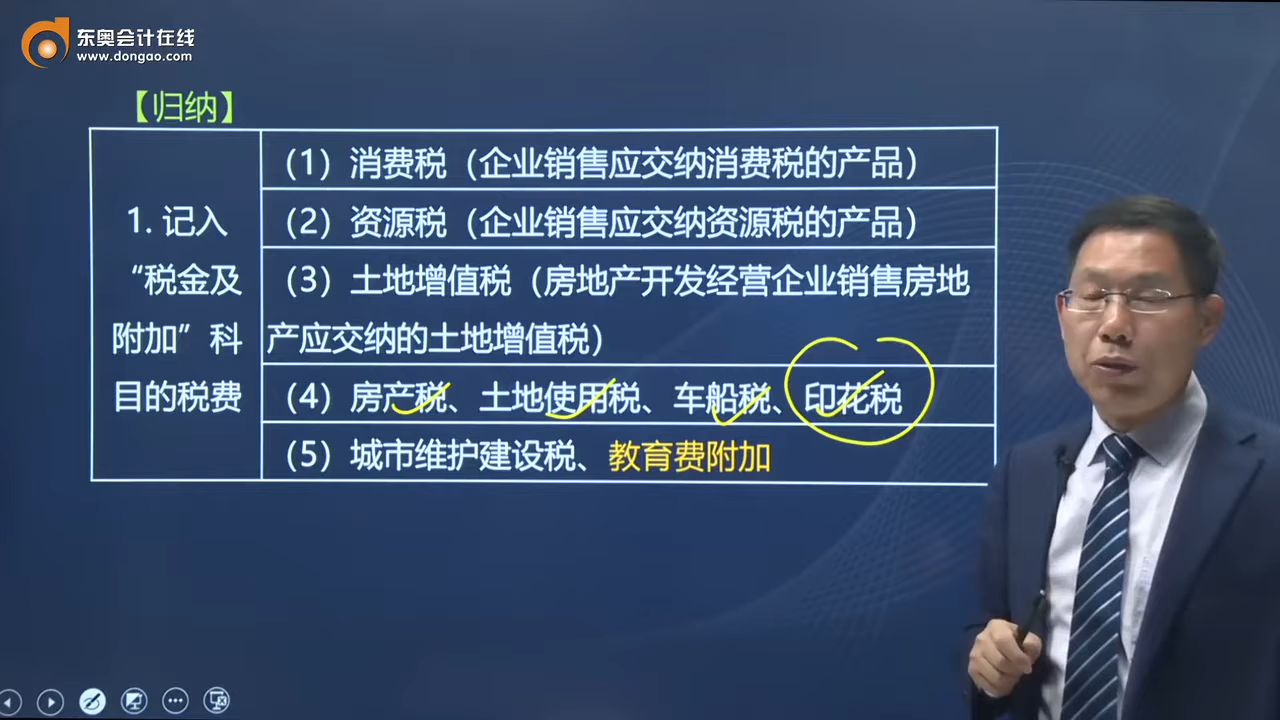 东奥会计在线
www.dongao.com
【归纳】
1. 记入
“税金及
附加”科
目的税费
（1）消费税（企业销售应交纳消费税的产品）
（2）资源税（企业销售应交纳资源税的产品）
（3）土地增值税（房地产开发经营企业销售房地
产应交纳的土地增值税）
（4）房产税、土地使用税、车船税、印花税
（5）城市维护建设税、教育费附加